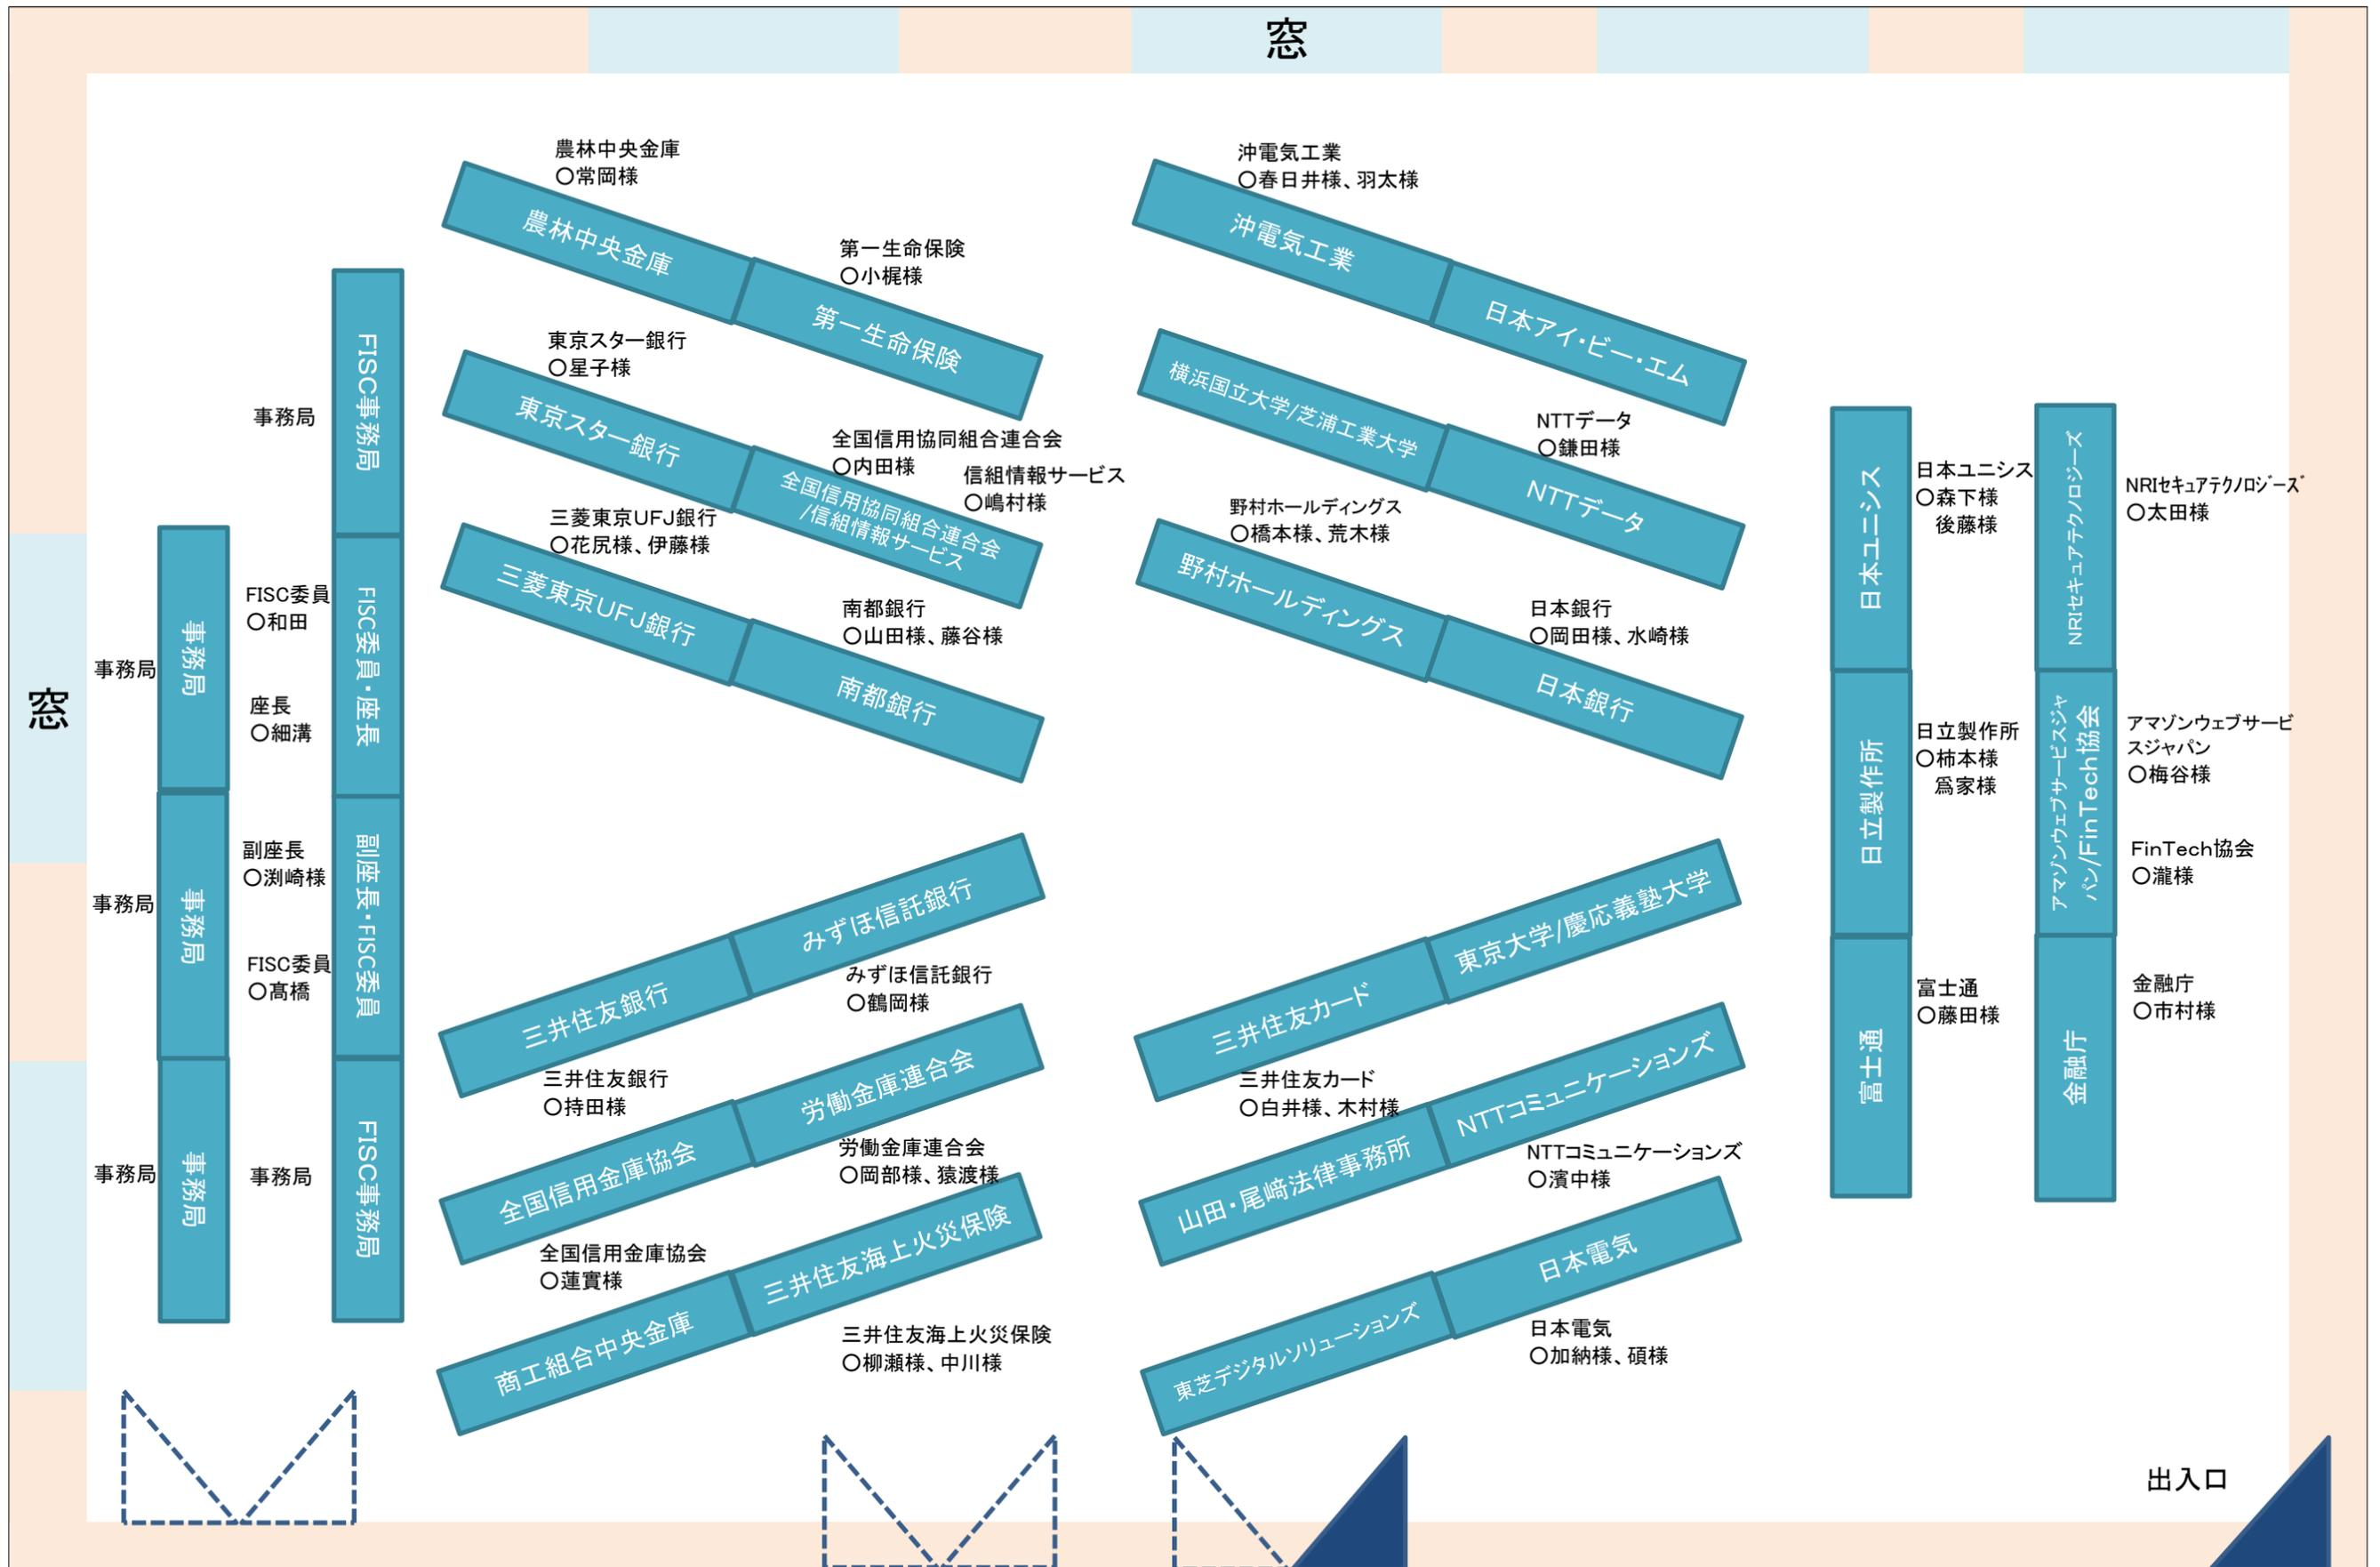 窓
農林中央金庫
〇常岡様
農林中央金庫
第一生命保険
〇小梶様
第一生命保険
沖電気工業
〇春日井様、羽太様
沖電気工業
日本アイ・ビー・エム
東京スター銀行
〇星子様
東京スター銀行
全国信用協同組合連合会
〇内田様
信組情報サービス
〇嶋村様
全国信用協同組合連合会
/信組情報サービス
横浜国立大学/芝浦工業大学
NTTデータ
〇鎌田様
NTTデータ
三菱東京UFJ銀行
〇花尻様、伊藤様
三菱東京UFJ銀行
南都銀行
〇山田様、藤谷様
南都銀行
野村ホールディングス
〇橋本様、荒木様
野村ホールディングス
日本銀行
〇岡田様、水崎様
日本銀行
窓
事務局
FISC事務局
FISC委員
〇和田
座長
〇細溝
FISC委員・座長
副座長
〇渕崎様
FISC委員
〇髙橋
副座長・FISC委員
事務局
FISC事務局
事務局
事務局
事務局
事務局
事務局
事務局
みずほ信託銀行
三井住友銀行
みずほ信託銀行
〇鶴岡様
三井住友銀行
〇持田様
労働金庫連合会
全国信用金庫協会
労働金庫連合会
〇岡部様、猿渡様
全国信用金庫協会
〇蓮實様
三井住友海上火災保険
商工組合中央金庫
三井住友海上火災保険
〇柳瀬様、中川様
東京大学/慶応義塾大学
三井住友カード
三井住友カード
〇白井様、木村様
NTTコミュニケーションズ
山田・尾﨑法律事務所
NTTコミュニケーションズ
〇濱中様
日本電気
東芝デジタルソリューションズ
日本電気
〇加納様、碩様
日本ユニシス
日本ユニシス
〇森下様
後藤様
日立製作所
日立製作所
〇柿本様
爲家様
富士通
富士通
〇藤田様
NRIセキュアテクノロジーズ
NRIセキュアテクノロジーズ
〇太田様
アマゾンウェブサービスジャ
パン/FinTech協会
アマゾンウェブサービ
スジャパン
〇梅谷様
FinTech協会
〇瀧様
金融庁
金融庁
〇市村様
出入口